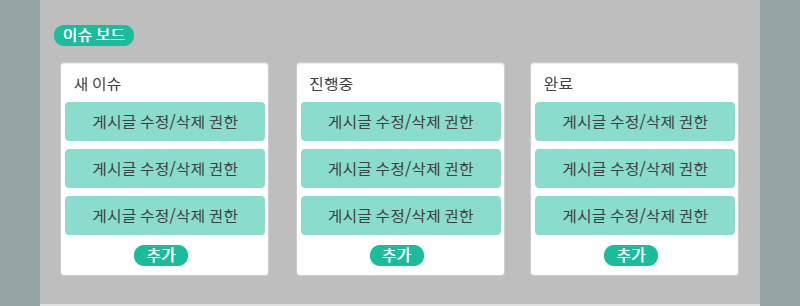 이슈 보드
새 이슈
게시글 수정/삭제 권한
게시글 수정/삭제 권한
게시글 수정/삭제 권한
추가
진행중
게시글 수정/삭제 권한
게시글 수정/삭제 권한
게시글 수정/삭제 권한
추가
완료
게시글 수정/삭제 권한
게시글 수정/삭제 권한
게시글 수정/삭제 권한
추가